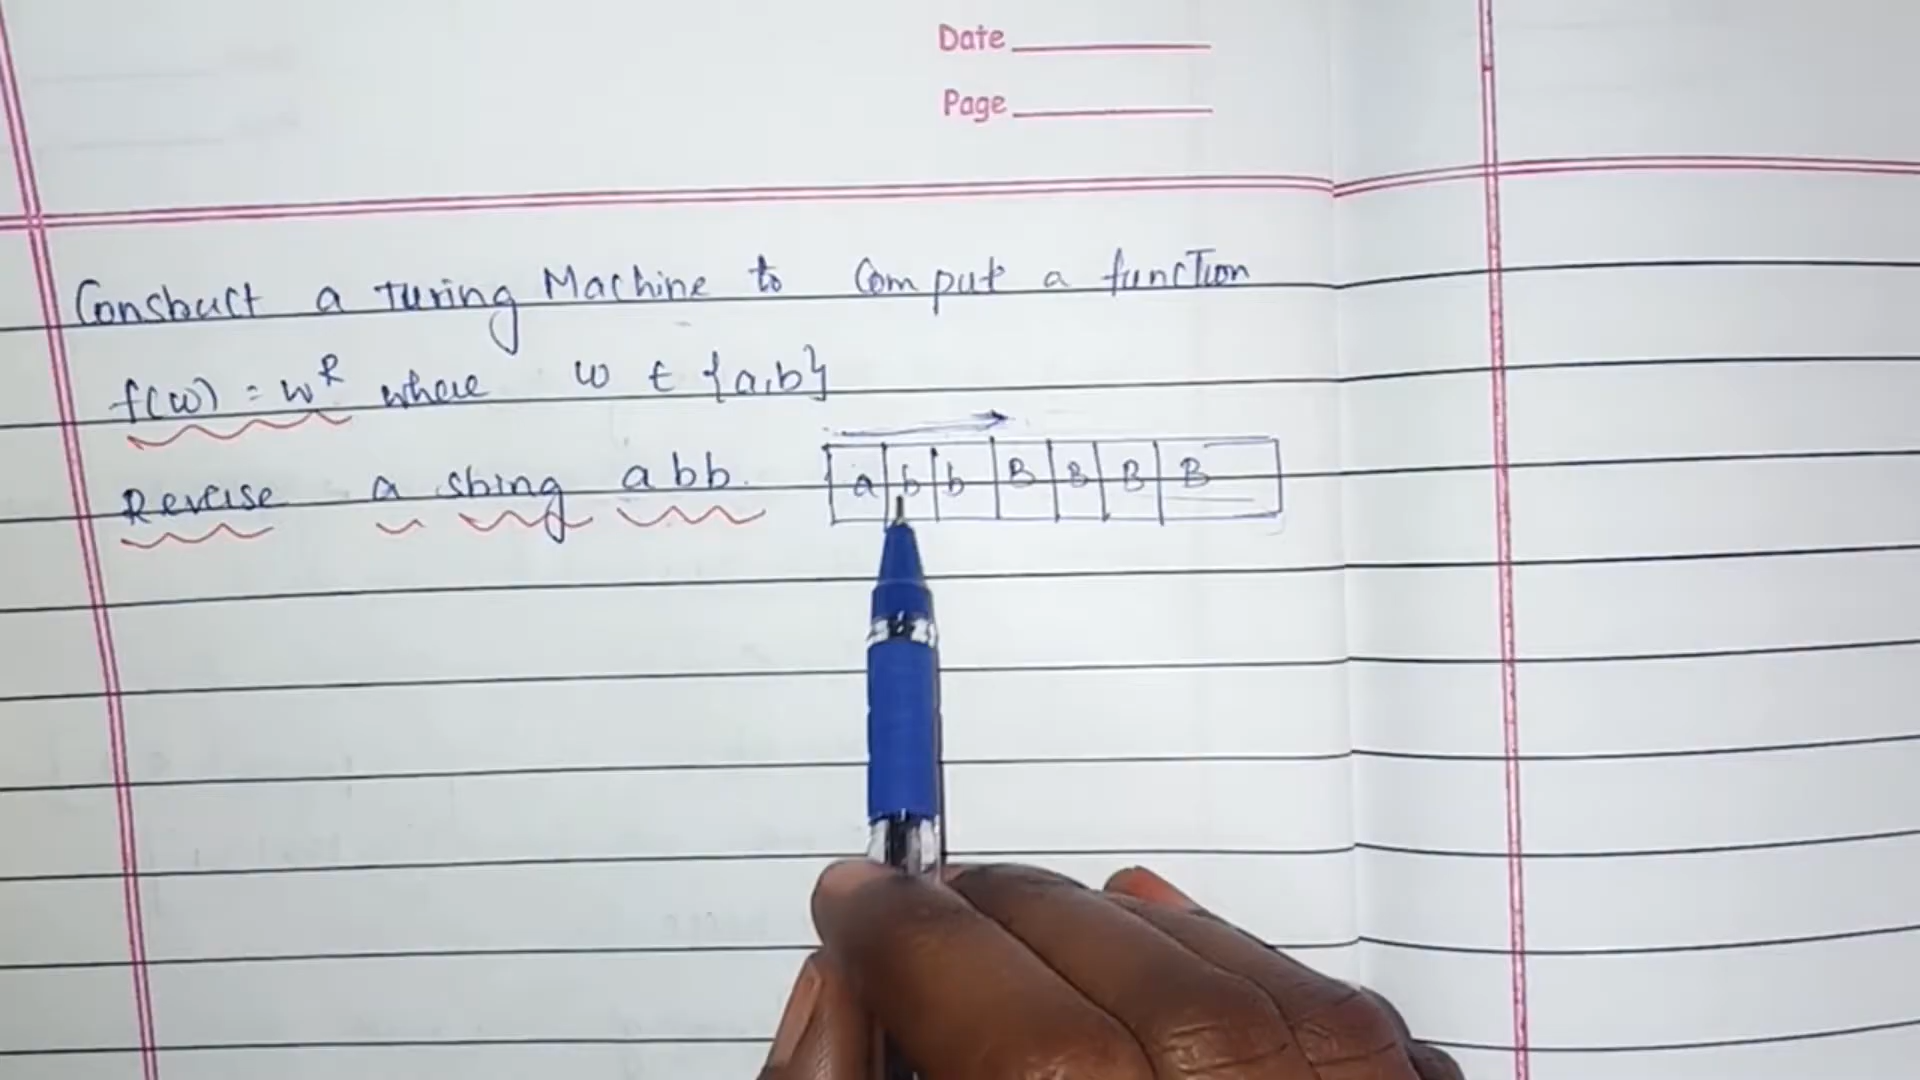 Date
Page
Construct a Turing Machine to Comput a function
f(w) = w^R where w ∈ {a,b}
Reverse a string abb.
a b b B B B B